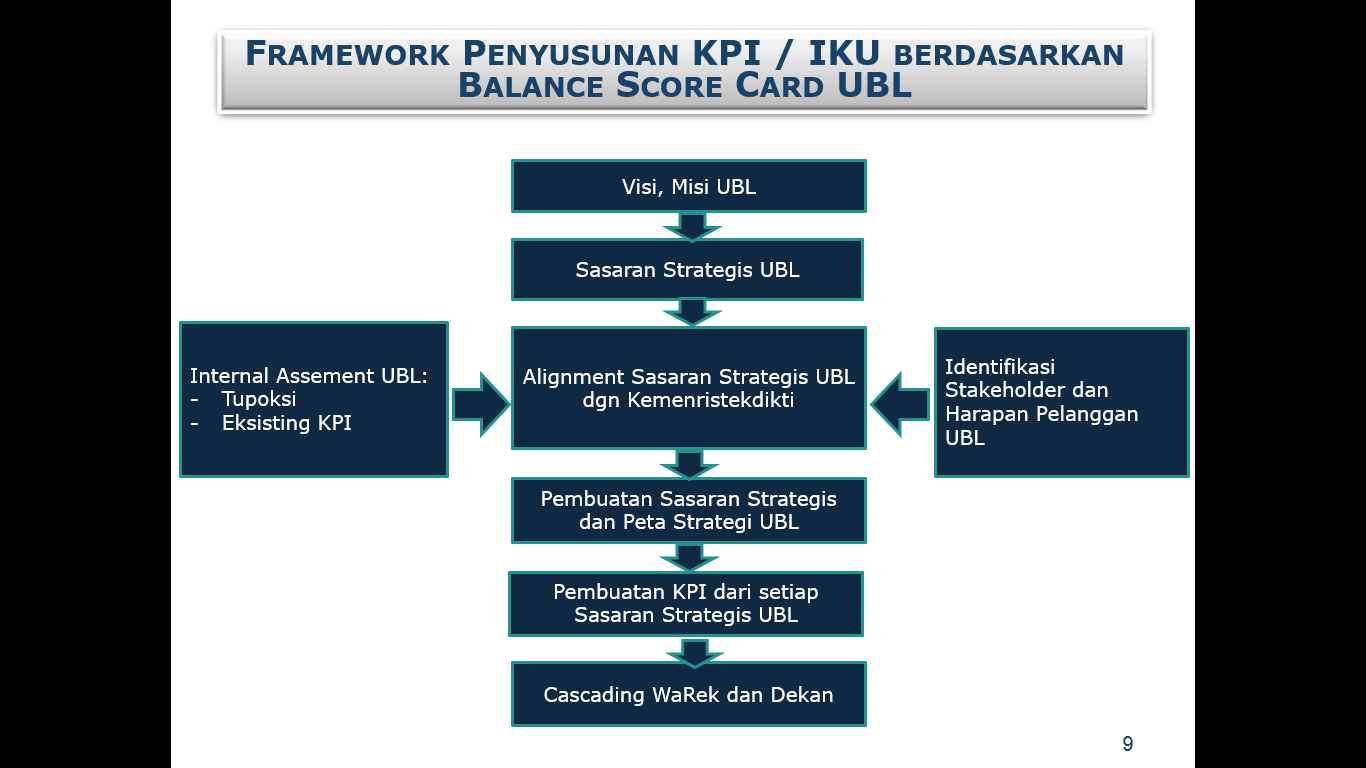 FRAMEWORK PENYUSUNAN KPI / IKU BERDASARKAN
BALANCE SCORE CARD UBL
Visi, Misi UBL
Sasaran Strategis UBL
Internal Assement UBL:
- Tupoksi
- Eksisting KPI
Alignment Sasaran Strategis UBL
dgn Kemenristekdikti
Identifikasi
Stakeholder dan
Harapan Pelanggan
UBL
Pembuatan Sasaran Strategis
dan Peta Strategi UBL
Pembuatan KPI dari setiap
Sasaran Strategis UBL
Cascading WaRek dan Dekan
9